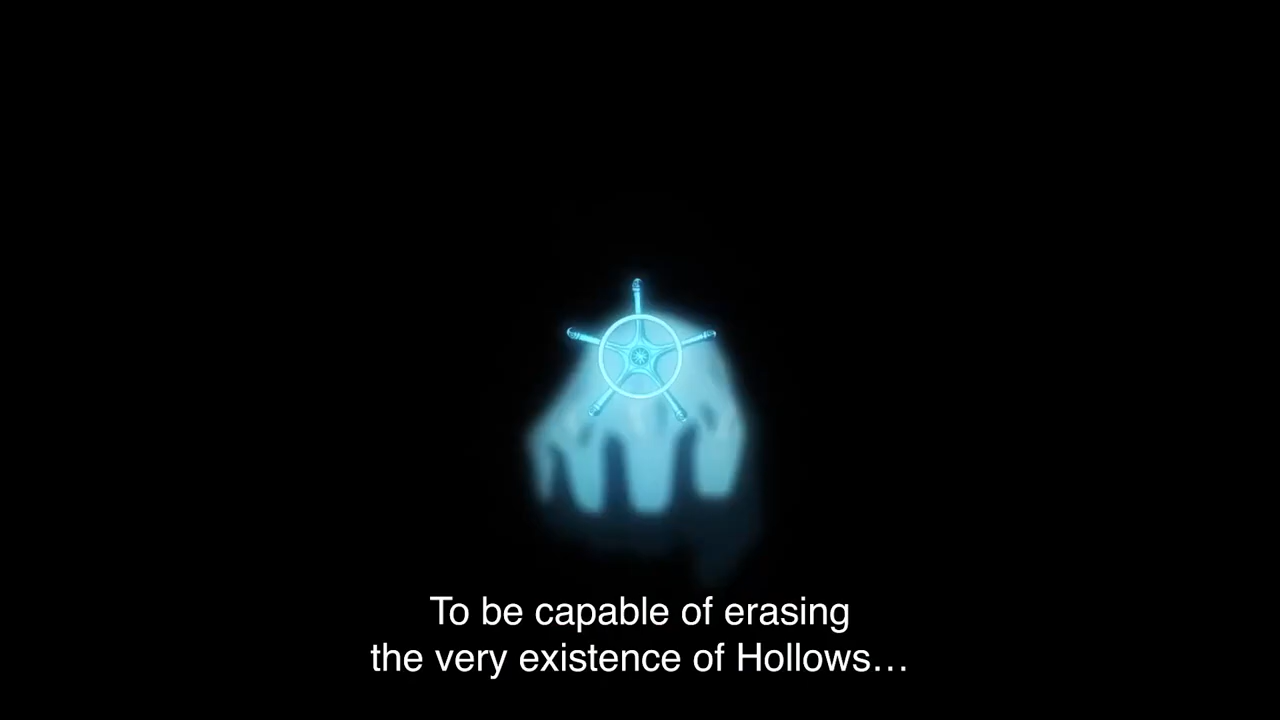 To be capable of erasing
the very existence of Hollows…